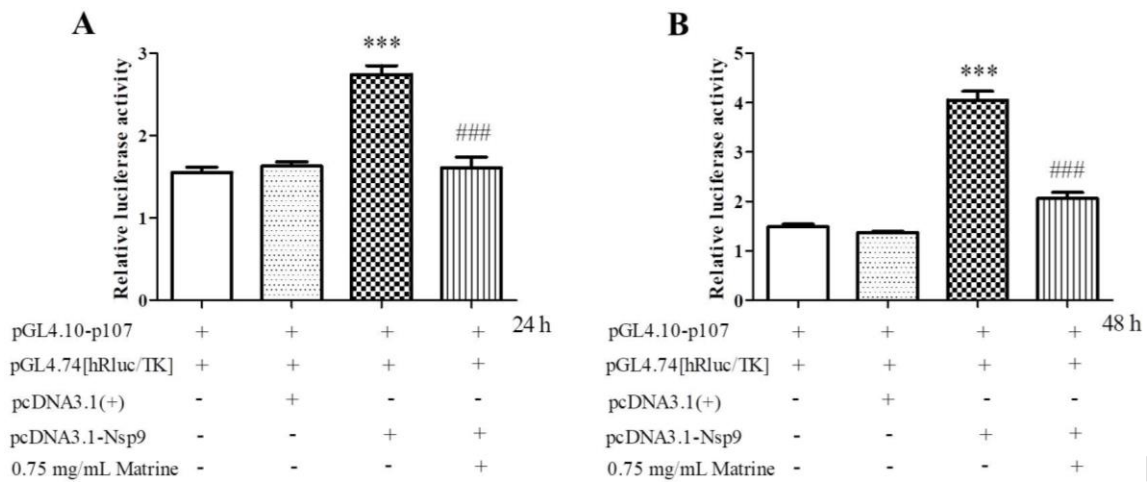 A
Relative luciferase activity
3
2
1
0
***
###
24 h
pGL4.10-p107 + + + +
pGL4.74[hRluc/TK] + + + +
pcDNA3.1(+) - + - -
pcDNA3.1-Nsp9 - - + +
0.75 mg/mL Matrine - - - +
B
Relative luciferase activity
5
4
3
2
1
0
***
###
48 h
pGL4.10-p107 + + + +
pGL4.74[hRluc/TK] + + + +
pcDNA3.1(+) - + - -
pcDNA3.1-Nsp9 - - + +
0.75 mg/mL Matrine - - - +